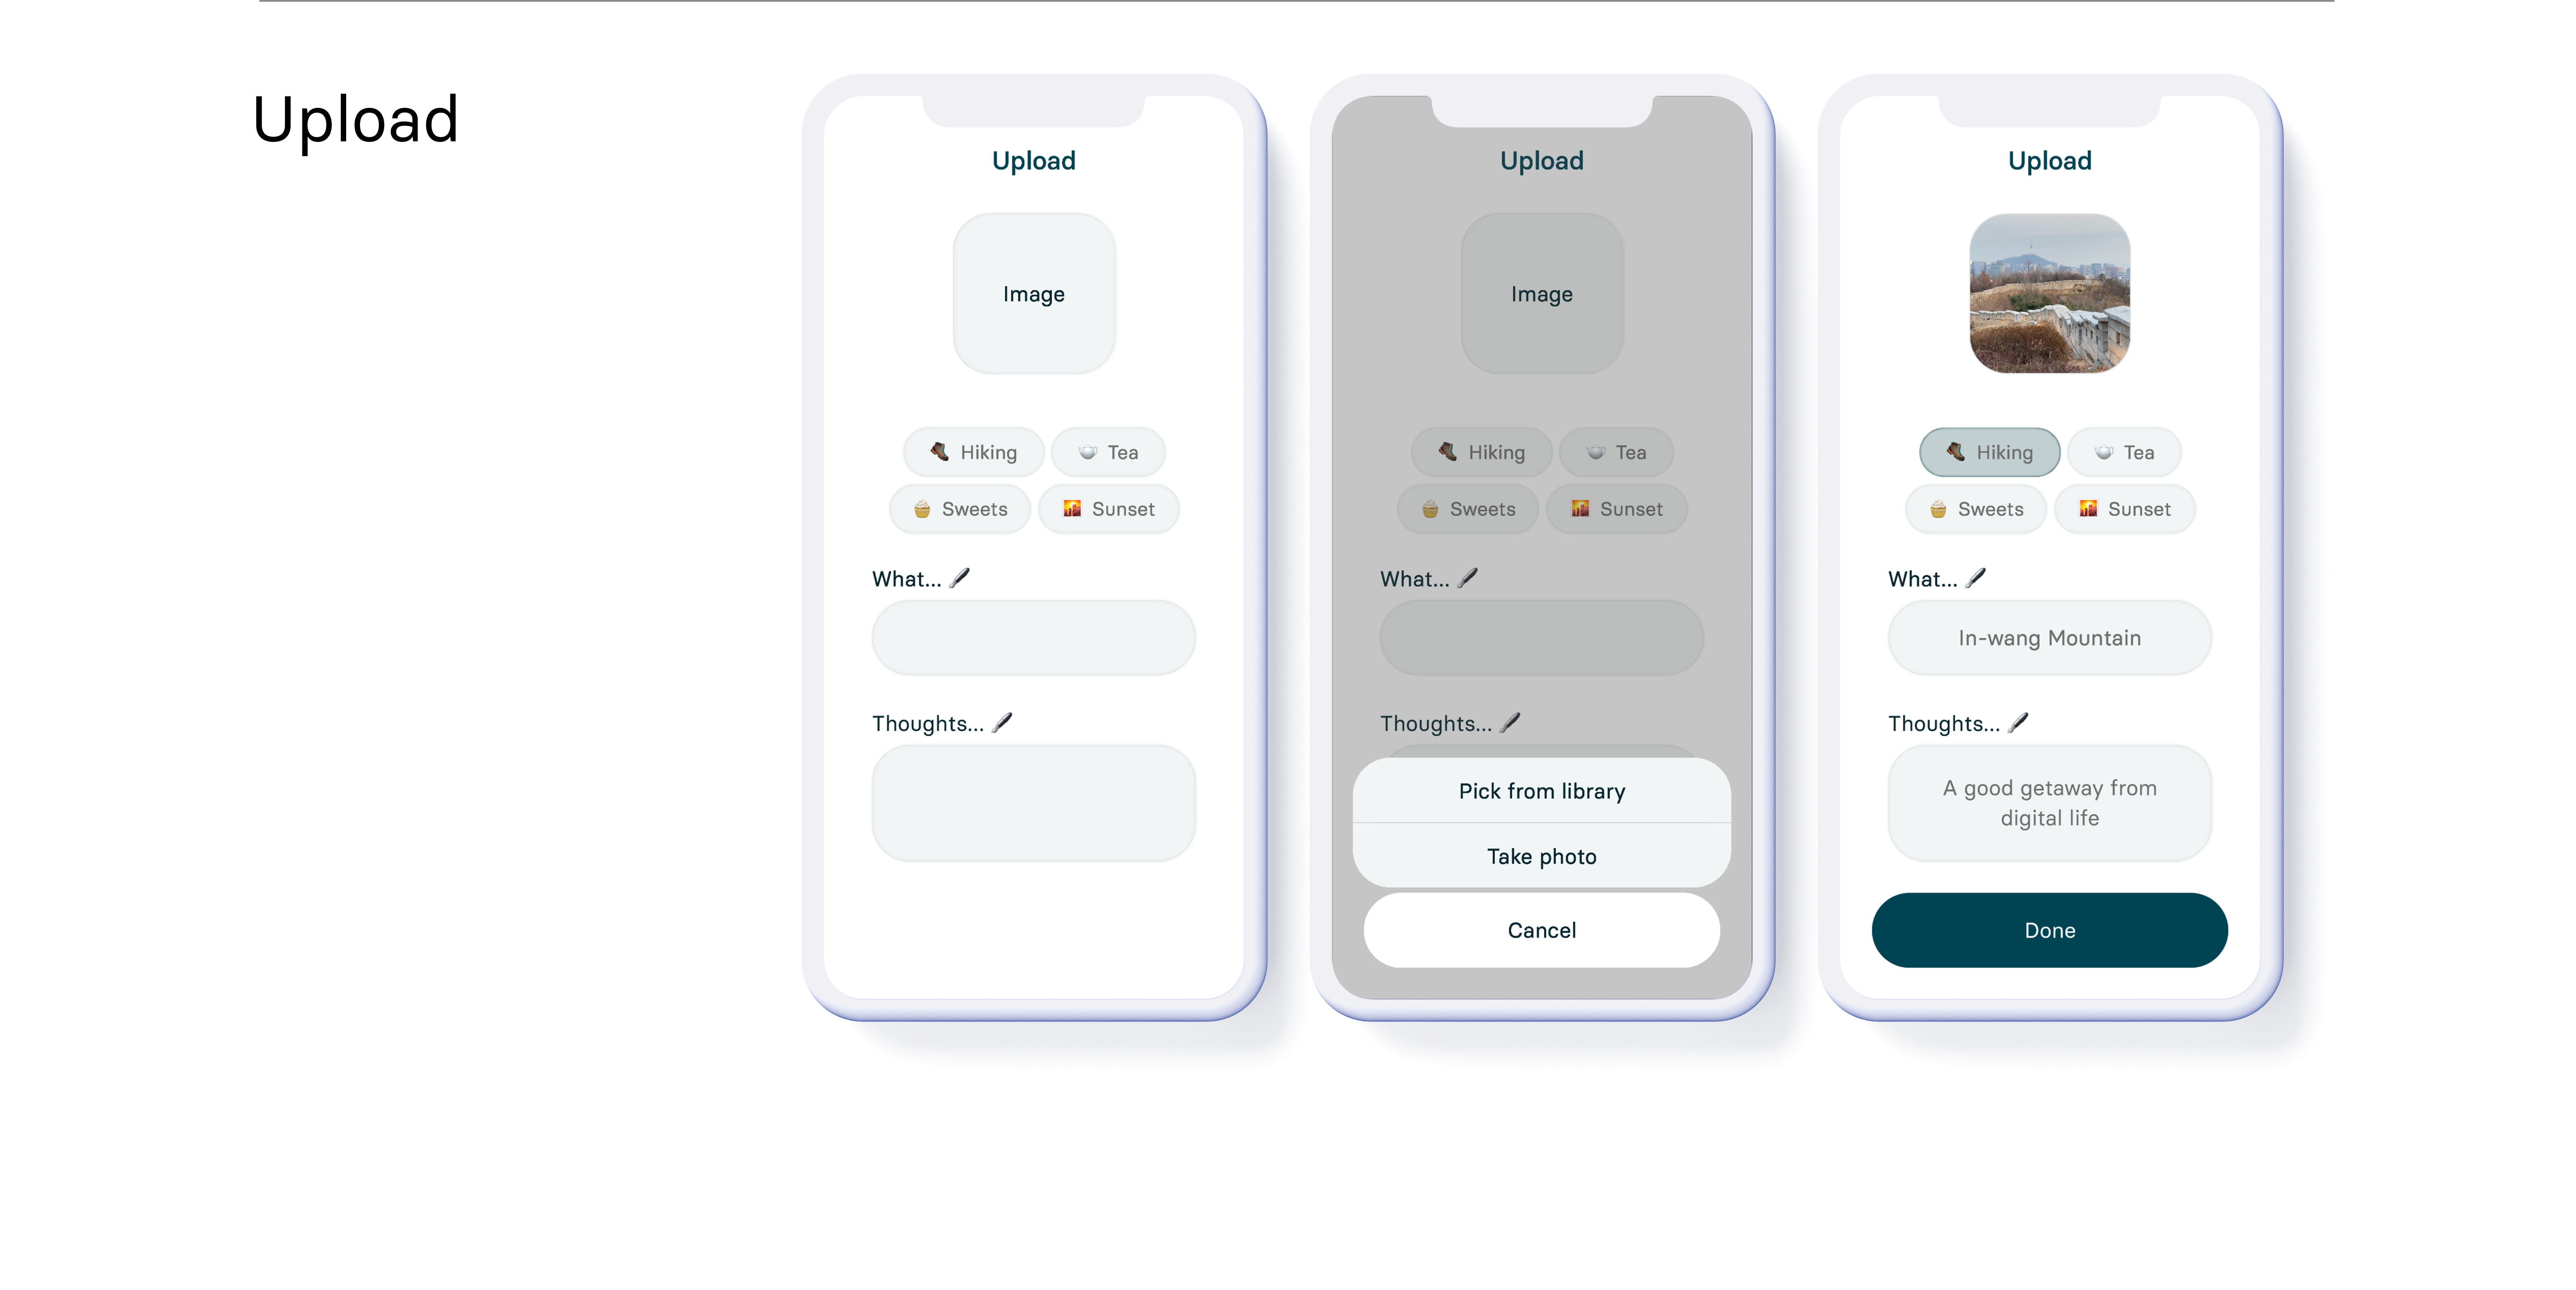 Upload
Upload
Image
Hiking
Tea
Sweets
Sunset
What...
Thoughts...
Upload
Image
Hiking
Tea
Sweets
Sunset
What...
Thoughts...
Pick from library
Take photo
Cancel
Upload
Hiking
Tea
Sweets
Sunset
What...
In-wang Mountain
Thoughts...
A good getaway from
digital life
Done